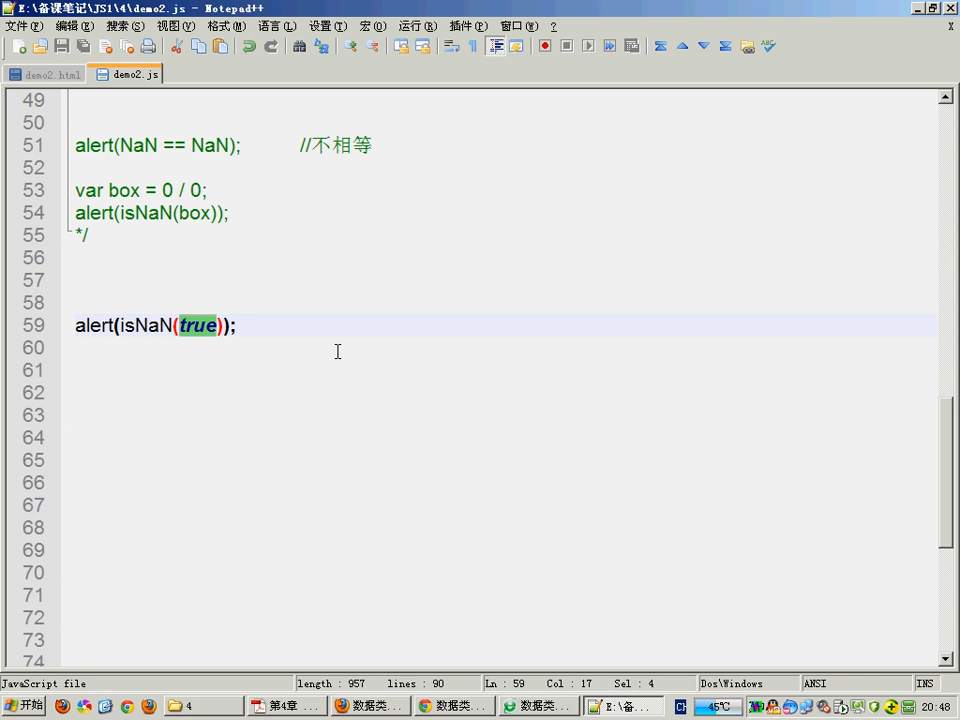 E:\备课笔记\JS1\4\demo2.js - Notepad++
文件(F) 编辑(E) 搜索(S) 视图(V) 格式(M) 语言(L) 设置(T) 宏(O) 运行(R) 插件(P) 窗口(W) ? X
demo2.html demo2.js
49
50
51 alert(NaN == NaN); //不相等
52
53 var box = 0 / 0;
54 alert(isNaN(box));
55 */
56
57
58
59 alert(isNaN(true));
60
61
62
63
64
65
66
67
68
69
70
71
72
73
74
JavaScript file length : 957 lines : 90 Ln : 59 Col : 17 Sel : 4 Dos\Windows ANSI INS
开始 4 第4章 ... 数据类... 数据类... 数据类... E:\备... CH 45℃ 20:48